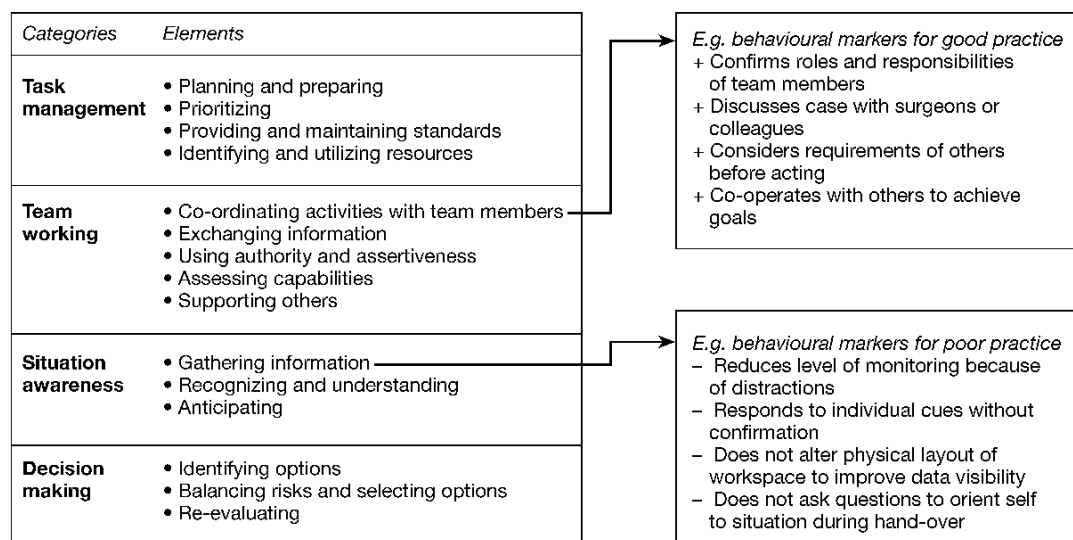 Categories Elements
Task management
• Planning and preparing
• Prioritizing
• Providing and maintaining standards
• Identifying and utilizing resources
Team working
• Co-ordinating activities with team members
• Exchanging information
• Using authority and assertiveness
• Assessing capabilities
• Supporting others
Situation awareness
• Gathering information
• Recognizing and understanding
• Anticipating
Decision making
• Identifying options
• Balancing risks and selecting options
• Re-evaluating
E.g. behavioural markers for good practice
+ Confirms roles and responsibilities
of team members
+ Discusses case with surgeons or
colleagues
+ Considers requirements of others
before acting
+ Co-operates with others to achieve
goals
E.g. behavioural markers for poor practice
– Reduces level of monitoring because
of distractions
– Responds to individual cues without
confirmation
– Does not alter physical layout of
workspace to improve data visibility
– Does not ask questions to orient self
to situation during hand-over